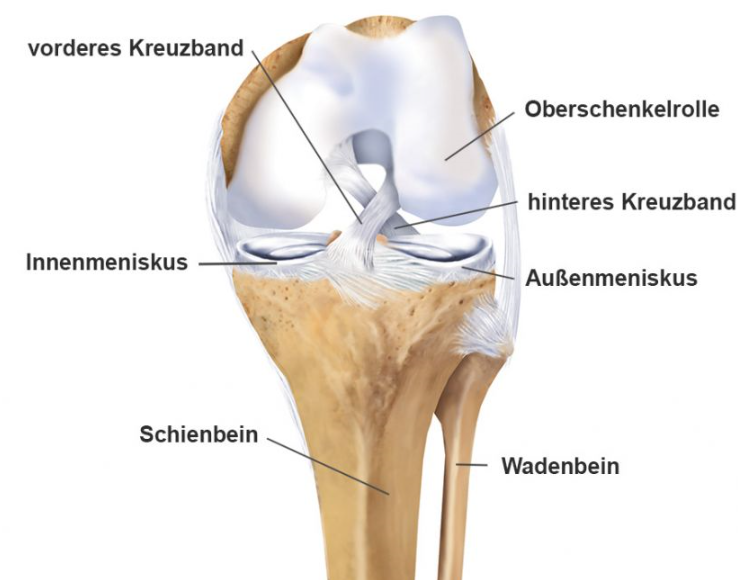 vorderes Kreuzband
Oberschenkelrolle
hinteres Kreuzband
Innenmeniskus
Außenmeniskus
Schienbein
Wadenbein